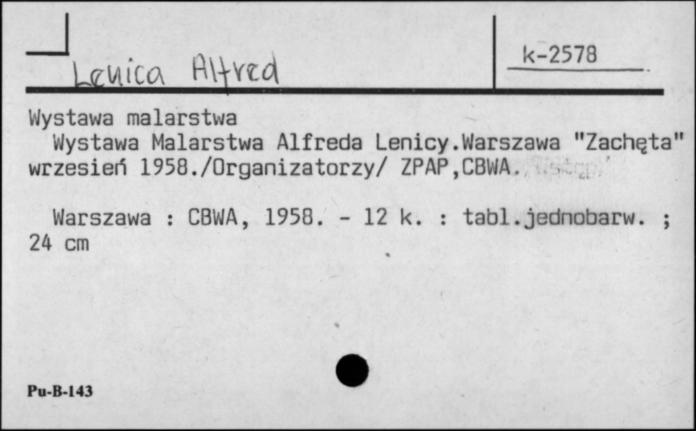 Lenica Alfred
k-2578
Wystawa malarstwa
Wystawa Malarstwa Alfreda Lenicy.Warszawa "Zachęta"
wrzesień 1958./Organizatorzy/ ZPAP,CBWA.
Warszawa : CBWA, 1958. - 12 k. : tabl.jednobarw. ;
24 cm
Pu-B-143